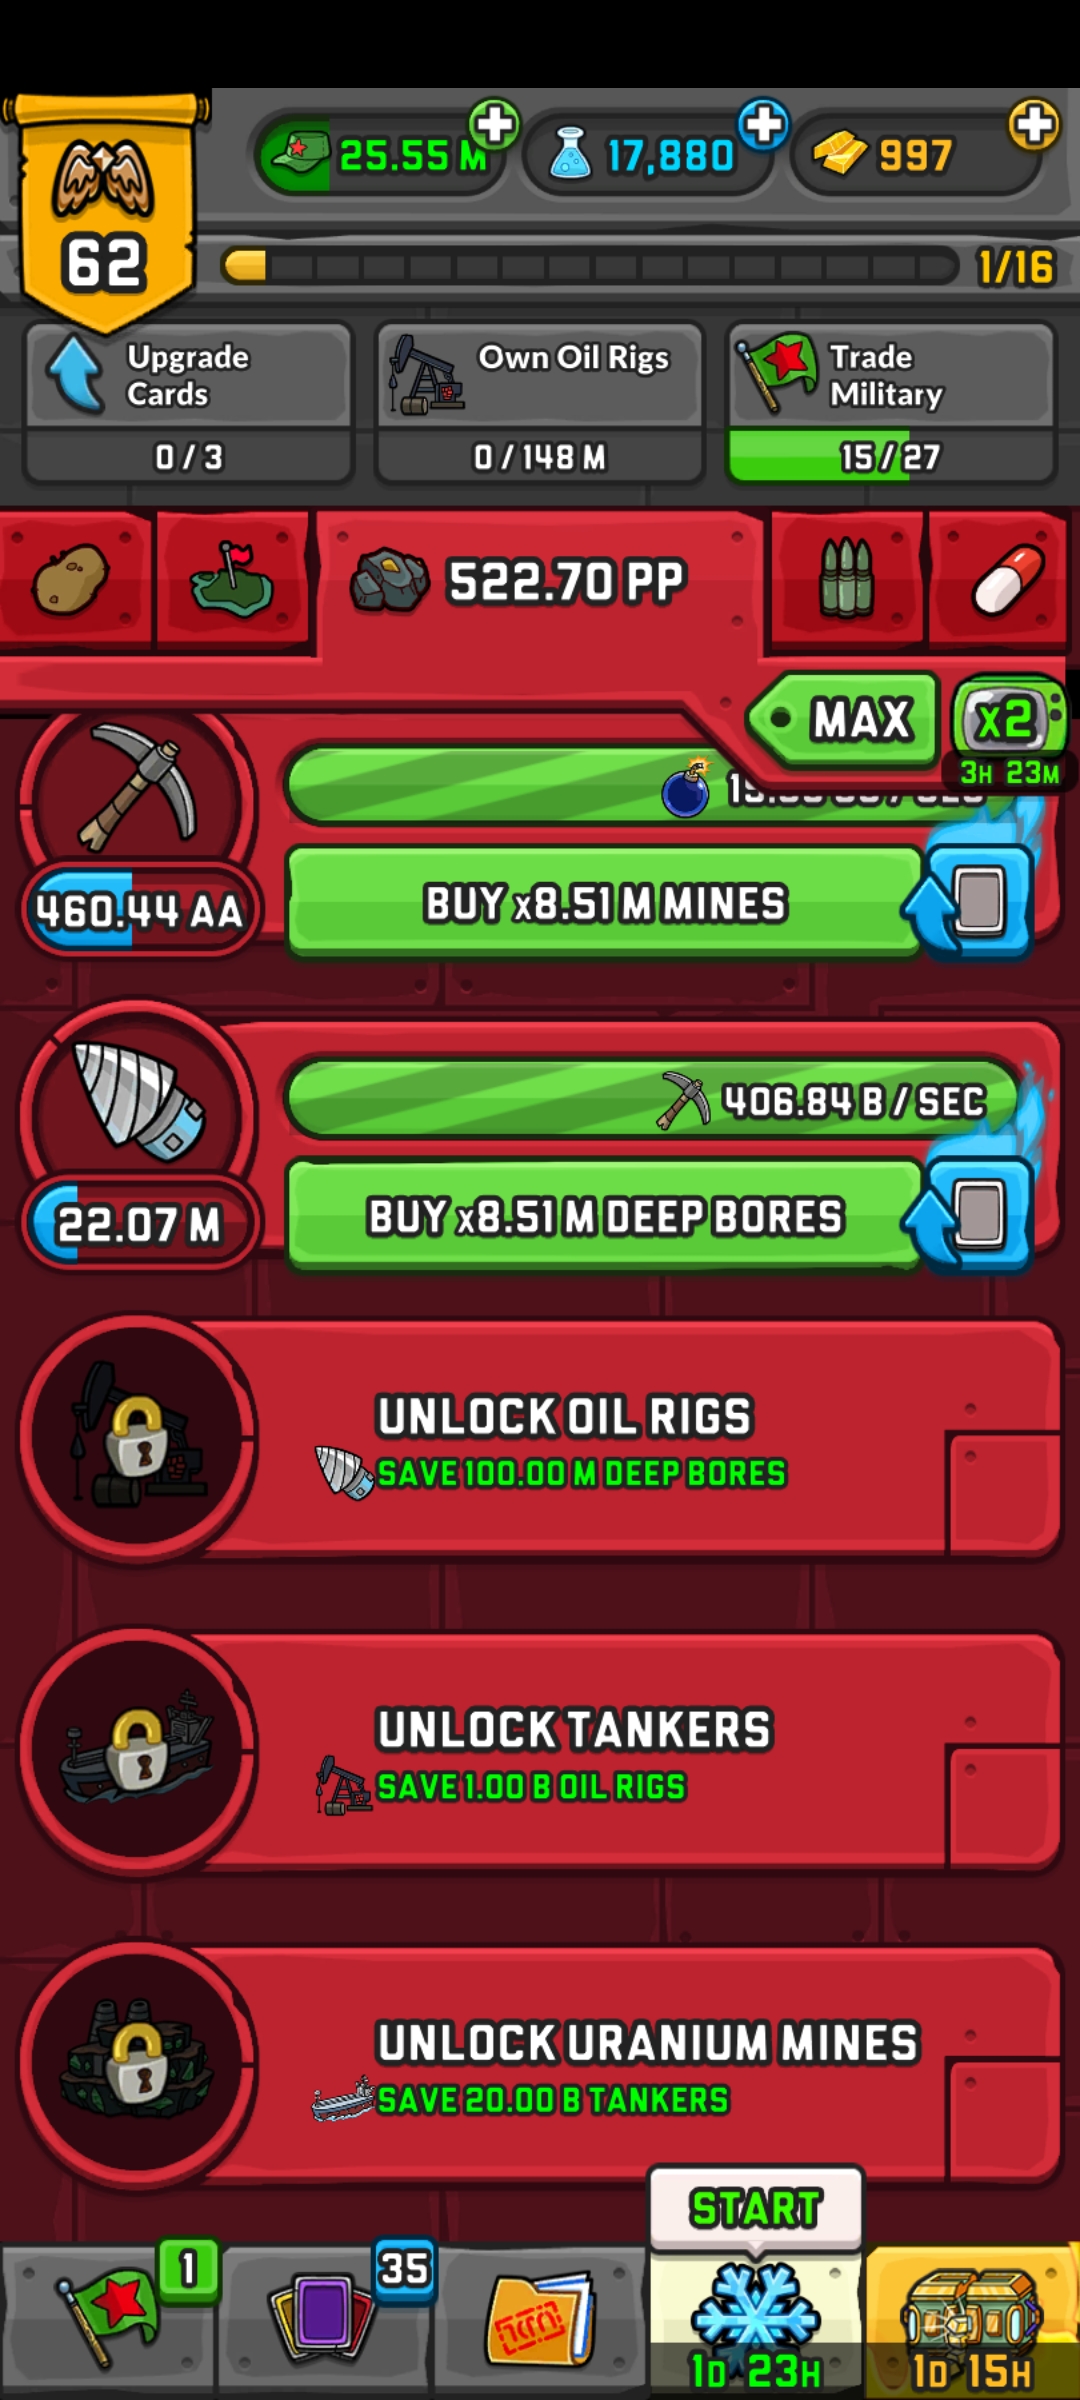 25.55 M
17,880
997
62
1/16
Upgrade
Cards
0 / 3
Own Oil Rigs
0 / 148 M
Trade
Military
15 / 27
522.70 PP
MAX
x2
3H 23M
460.44 AA
BUY x8.51 M MINES
406.84 B / SEC
22.07 M
BUY x8.51 M DEEP BORES
UNLOCK OIL RIGS
SAVE 100.00 M DEEP BORES
UNLOCK TANKERS
SAVE 1.00 B OIL RIGS
UNLOCK URANIUM MINES
SAVE 20.00 B TANKERS
START
1
35
1D 23H
1D 15H